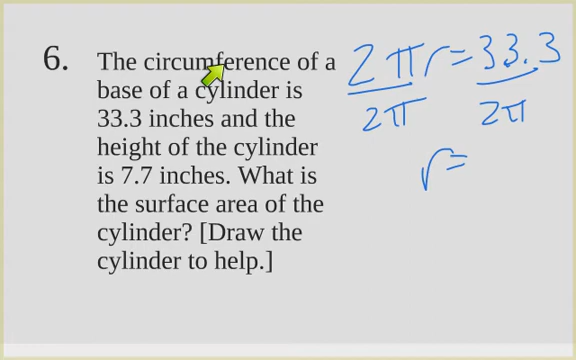 6. The circumference of a
base of a cylinder is
33.3 inches and the
height of the cylinder
is 7.7 inches. What is
the surface area of the
cylinder? [Draw the
cylinder to help.]
2πr = 33.3
2π 2π
r =